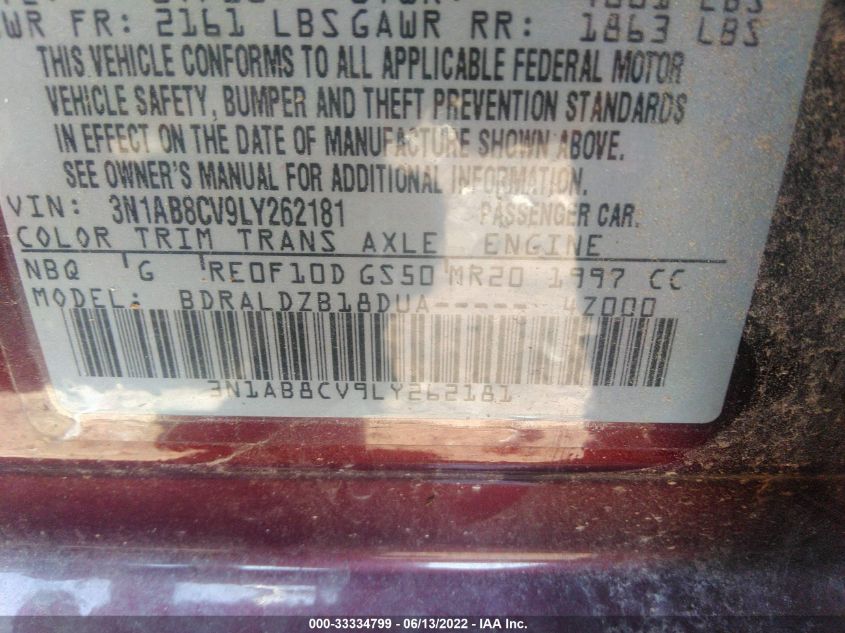 WR FR: 2161 LBS GAWR RR: 1863 LBS
THIS VEHICLE CONFORMS TO ALL APPLICABLE FEDERAL MOTOR
VEHICLE SAFETY, BUMPER AND THEFT PREVENTION STANDARDS
IN EFFECT ON THE DATE OF MANUFACTURE SHOWN ABOVE.
SEE OWNER'S MANUAL FOR ADDITIONAL INFORMATION.
VIN: 3N1AB8CV9LY262181 PASSENGER CAR
COLOR TRIM TRANS AXLE ENGINE
NBQ G RE0F10D GS50 MR20 1997 CC
MODEL: BDRALDZB18DUA----- 4Z000
3N1AB8CV9LY262181
000-33334799 - 06/13/2022 - IAA Inc.